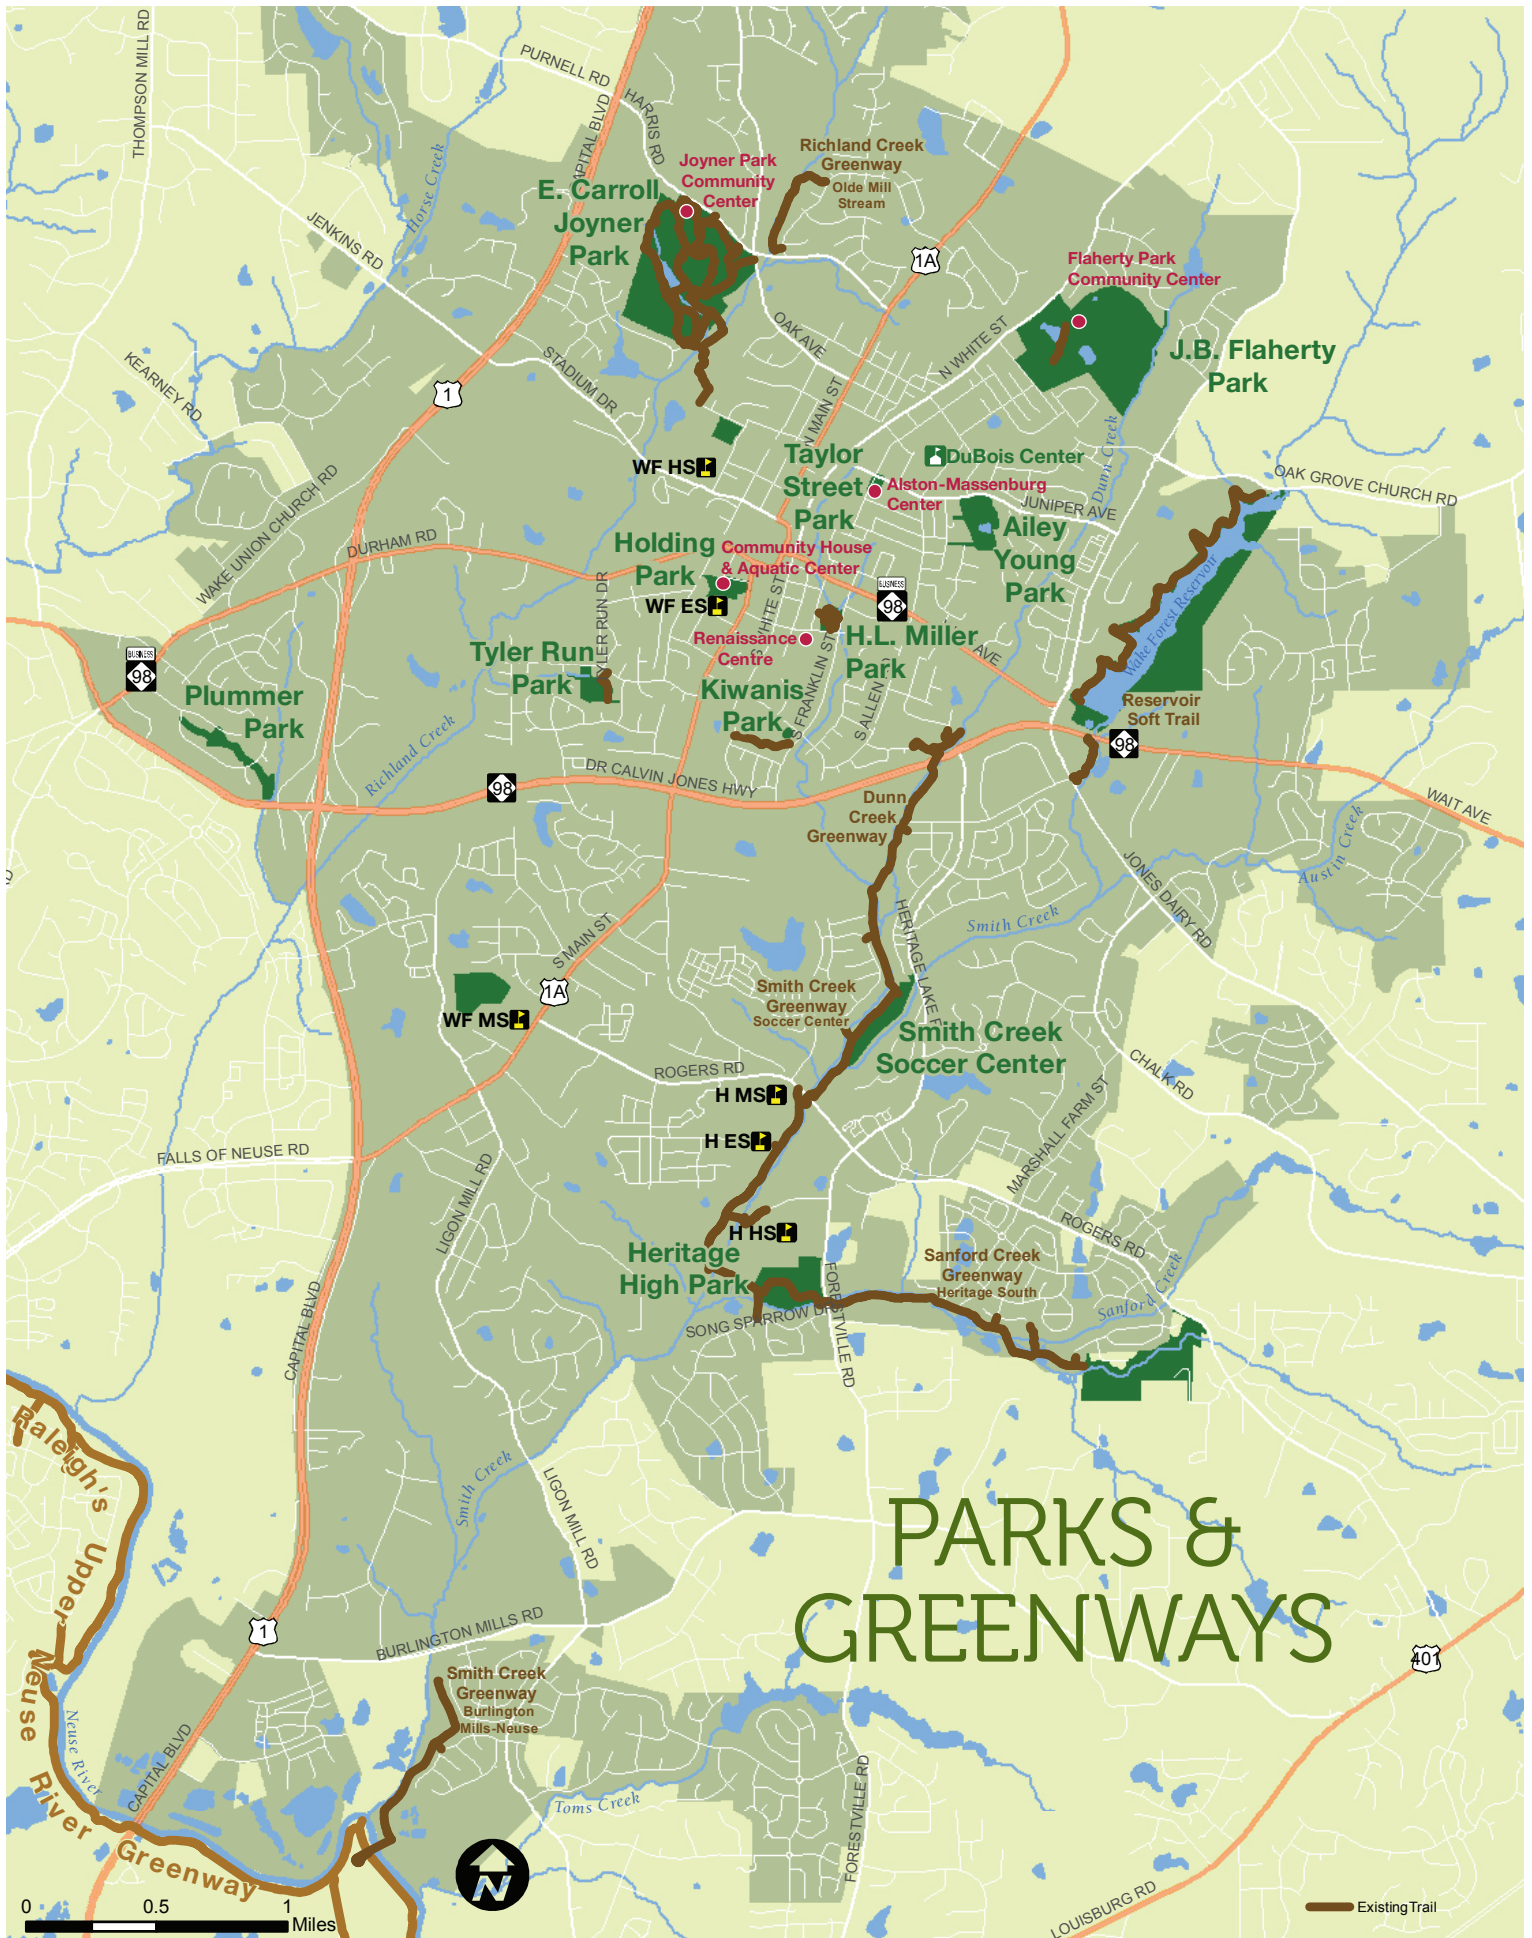 THOMPSON MILL RD
PURNELL RD
HARRIS RD
CAPITAL BLVD
Horse Creek
JENKINS RD
Richland Creek
Greenway
Olde Mill
Stream
Joyner Park
Community
Center
E. Carroll
Joyner
Park
1A
Flaherty Park
Community Center
J.B. Flaherty
Park
OAK AVE
N WHITE ST
STADIUM DR
KEARNEY RD
1
N MAIN ST
Dunn Creek
WF HS
Taylor
Street
Park
DuBois Center
Alston-Massenburg
Center
JUNIPER AVE
OAK GROVE CHURCH RD
WAKE UNION CHURCH RD
DURHAM RD
Ailey
Young
Park
Holding
Park
Community House
& Aquatic Center
WF ES
BUSINESS
98
Wake Forest Reservoir
TYLER RUN DR
S WHITE ST
Renaissance
Centre
H.L. Miller
Park
AVE
Tyler Run
Park
BUSINESS
98
Plummer
Park
Kiwanis
Park
S FRANKLIN ST
S ALLEN
Reservoir
Soft Trail
98
Richland Creek
98
DR CALVIN JONES HWY
Dunn
Creek
Greenway
WAIT AVE
Austin Creek
JONES DAIRY RD
HERITAGE LAKE R
Smith Creek
S MAIN ST
1A
WF MS
Smith Creek
Greenway
Soccer Center
Smith Creek
Soccer Center
ROGERS RD
H MS
CHALK RD
MARSHALL FARM ST
H ES
FALLS OF NEUSE RD
LIGON MILL RD
H HS
ROGERS RD
Heritage
High Park
Sanford Creek
Greenway
Heritage South
Sanford Creek
SONG SPARROW DR
FORESTVILLE RD
CAPITAL BLVD
Raleigh's
Upper
Neuse
River
Greenway
Smith Creek
LIGON MILL RD
PARKS &
GREENWAYS
1
BURLINGTON MILLS RD
401
Smith Creek
Greenway
Burlington
Mills-Neuse
Neuse River
CAPITAL BLVD
Toms Creek
FORESTVILLE RD
LOUISBURG RD
N
0 0.5 1
Miles
Existing Trail